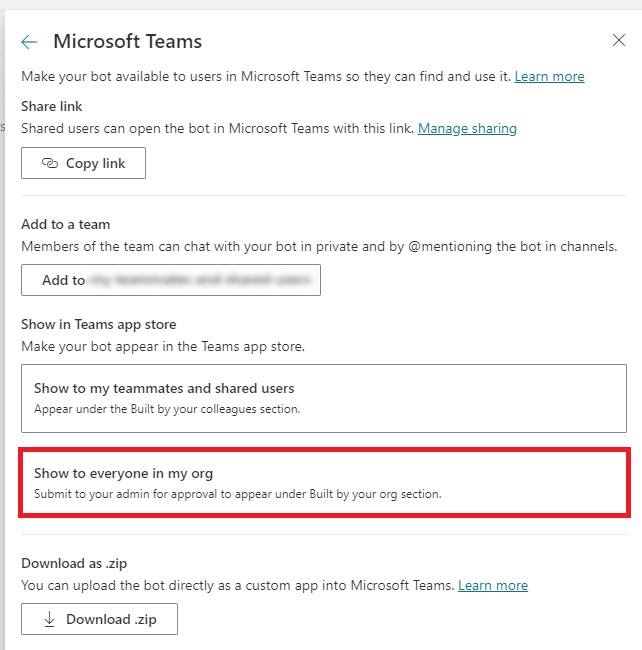 Microsoft Teams
Make your bot available to users in Microsoft Teams so they can find and use it. Learn more
Share link
Shared users can open the bot in Microsoft Teams with this link. Manage sharing
Copy link
Add to a team
Members of the team can chat with your bot in private and by @mentioning the bot in channels.
Add to
Show in Teams app store
Make your bot appear in the Teams app store.
Show to my teammates and shared users
Appear under the Built by your colleagues section.
Show to everyone in my org
Submit to your admin for approval to appear under Built by your org section.
Download as .zip
You can upload the bot directly as a custom app into Microsoft Teams. Learn more
Download .zip